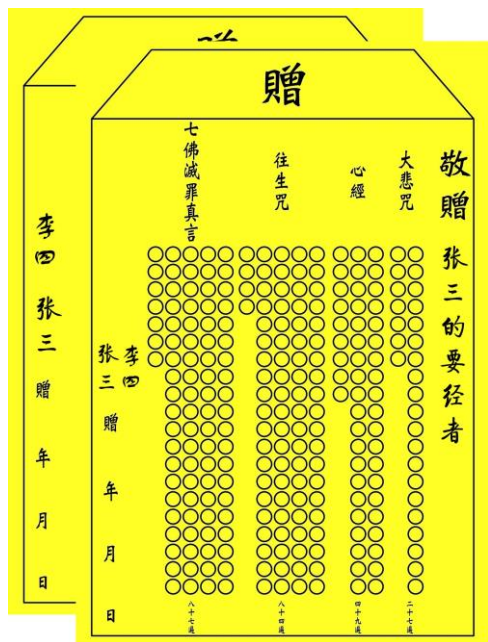 贈
敬贈 张三的要经者
大悲咒
二十七遍
心經
四十九遍
往生咒
八十四遍
七佛滅罪真言
八十七遍
李四
张三 贈 年 月 日
李四 张三 贈 年 月 日